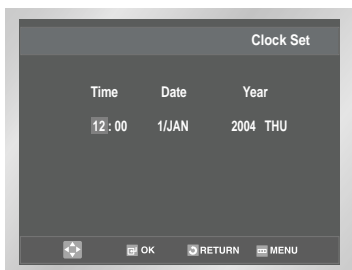 Clock Set
Time Date Year
12 : 00 1/JAN 2004 THU
OK RETURN MENU